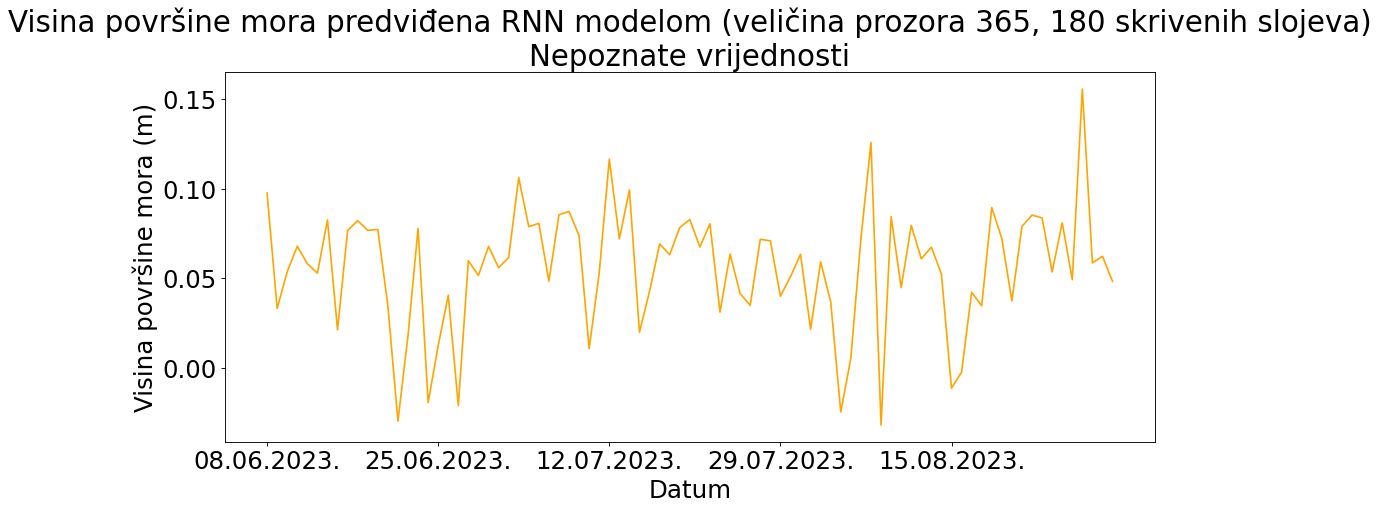 Visina površine mora predviđena RNN modelom (veličina prozora 365, 180 skrivenih slojeva)
Nepoznate vrijednosti
Visina površine mora (m)
0.15
0.10
0.05
0.00
08.06.2023. 25.06.2023. 12.07.2023. 29.07.2023. 15.08.2023.
Datum